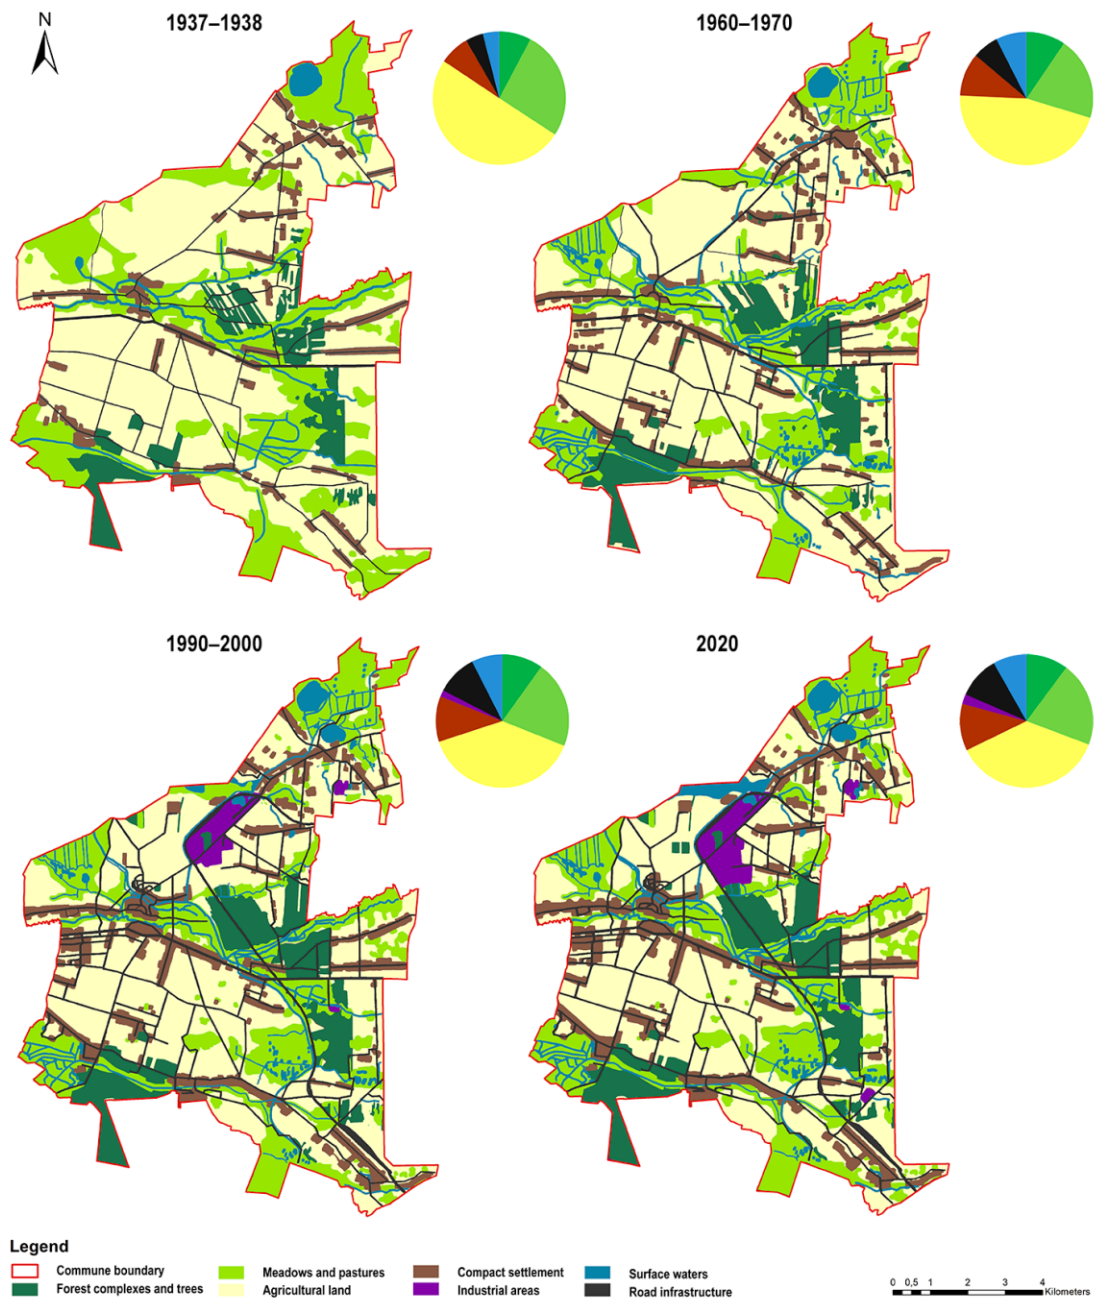 N
1937–1938
1960–1970
1990–2000
2020
Legend
Commune boundary
Meadows and pastures
Compact settlement
Surface waters
Forest complexes and trees
Agricultural land
Industrial areas
Road infrastructure
0 0,5 1 2 3 4
Kilometers